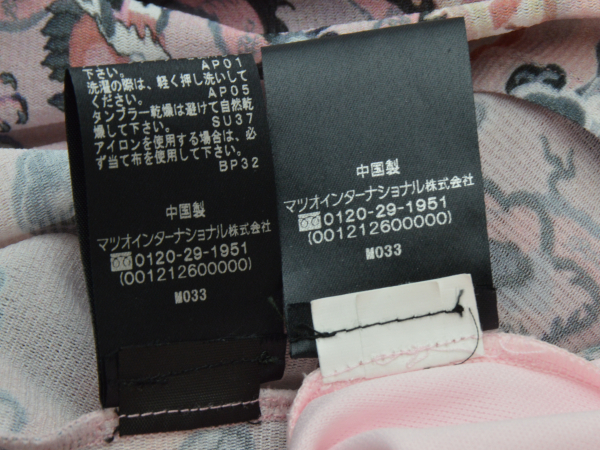 下さい。 AP01
洗濯の際は、軽く押し洗いして
ください。 AP05
タンブラー乾燥は避けて自然乾
燥して下さい。 SU37
アイロンを使用する場合は、必
ず当て布を使用して下さい。
BP32
中国製
マツオインターナショナル株式会社
0120-29-1951
(001212600000)
M033
中国製
マツオインターナショナル株式会社
0120-29-1951
(001212600000)
M033